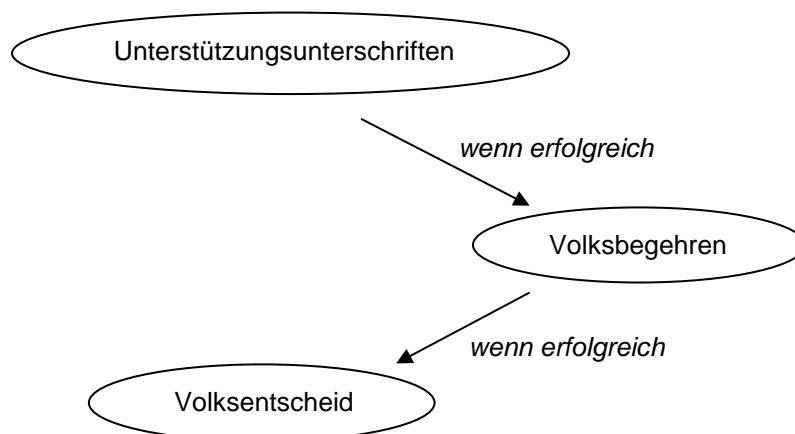 Unterstützungsunterschriften
wenn erfolgreich
Volksbegehren
wenn erfolgreich
Volksentscheid